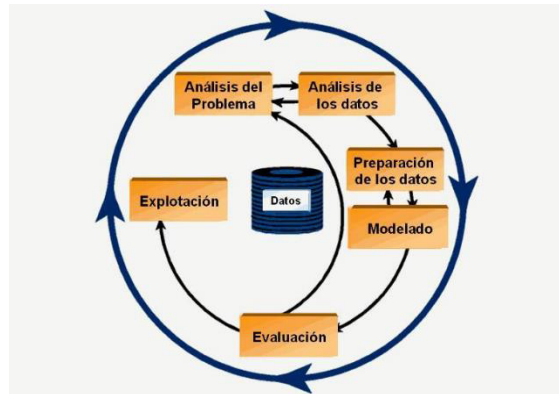 Análisis del
Problema
Análisis de
los datos
Preparación
de los datos
Explotación
Datos
Modelado
Evaluación